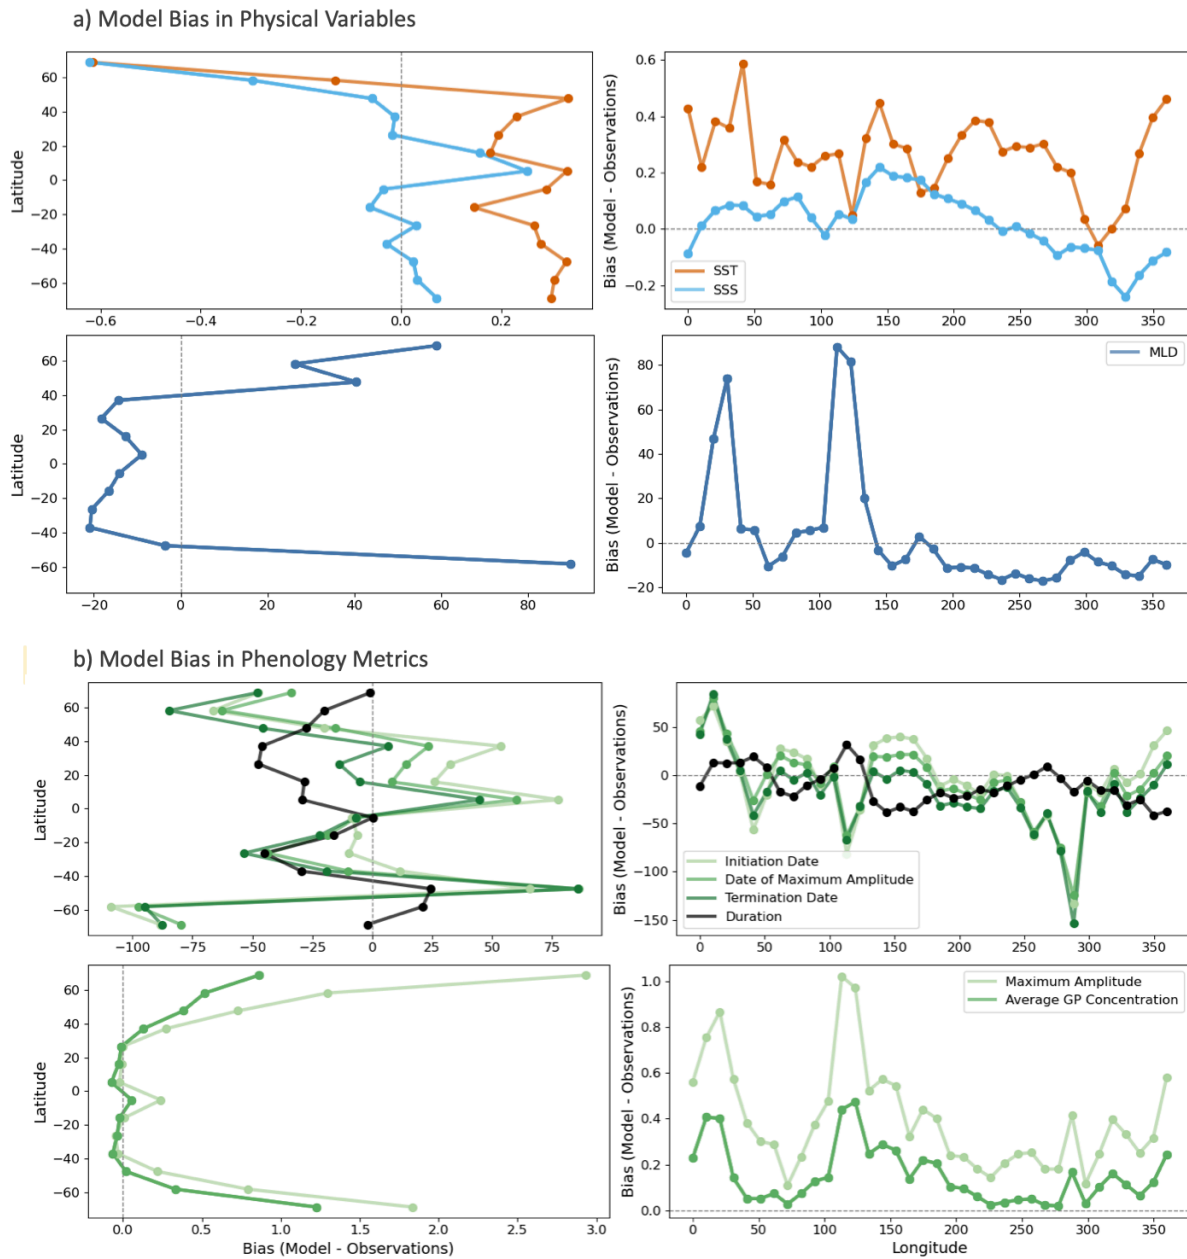 a) Model Bias in Physical Variables
Latitude
60
40
20
0
−20
−40
−60
−0.6 −0.4 −0.2 0.0 0.2
Bias (Model - Observations)
0.6
0.4
0.2
0.0
−0.2
SST
SSS
0 50 100 150 200 250 300 350
Latitude
60
40
20
0
−20
−40
−60
−20 0 20 40 60 80
Bias (Model - Observations)
80
60
40
20
0
−20
MLD
0 50 100 150 200 250 300 350
b) Model Bias in Phenology Metrics
Latitude
60
40
20
0
−20
−40
−60
−100 −75 −50 −25 0 25 50 75
Bias (Model - Observations)
50
0
−50
−100
−150
Initiation Date
Date of Maximum Amplitude
Termination Date
Duration
0 50 100 150 200 250 300 350
Latitude
60
40
20
0
−20
−40
−60
0.0 0.5 1.0 1.5 2.0 2.5 3.0
Bias (Model - Observations)
Bias (Model - Observations)
1.0
0.8
0.6
0.4
0.2
0.0
Maximum Amplitude
Average GP Concentration
0 50 100 150 200 250 300 350
Longitude